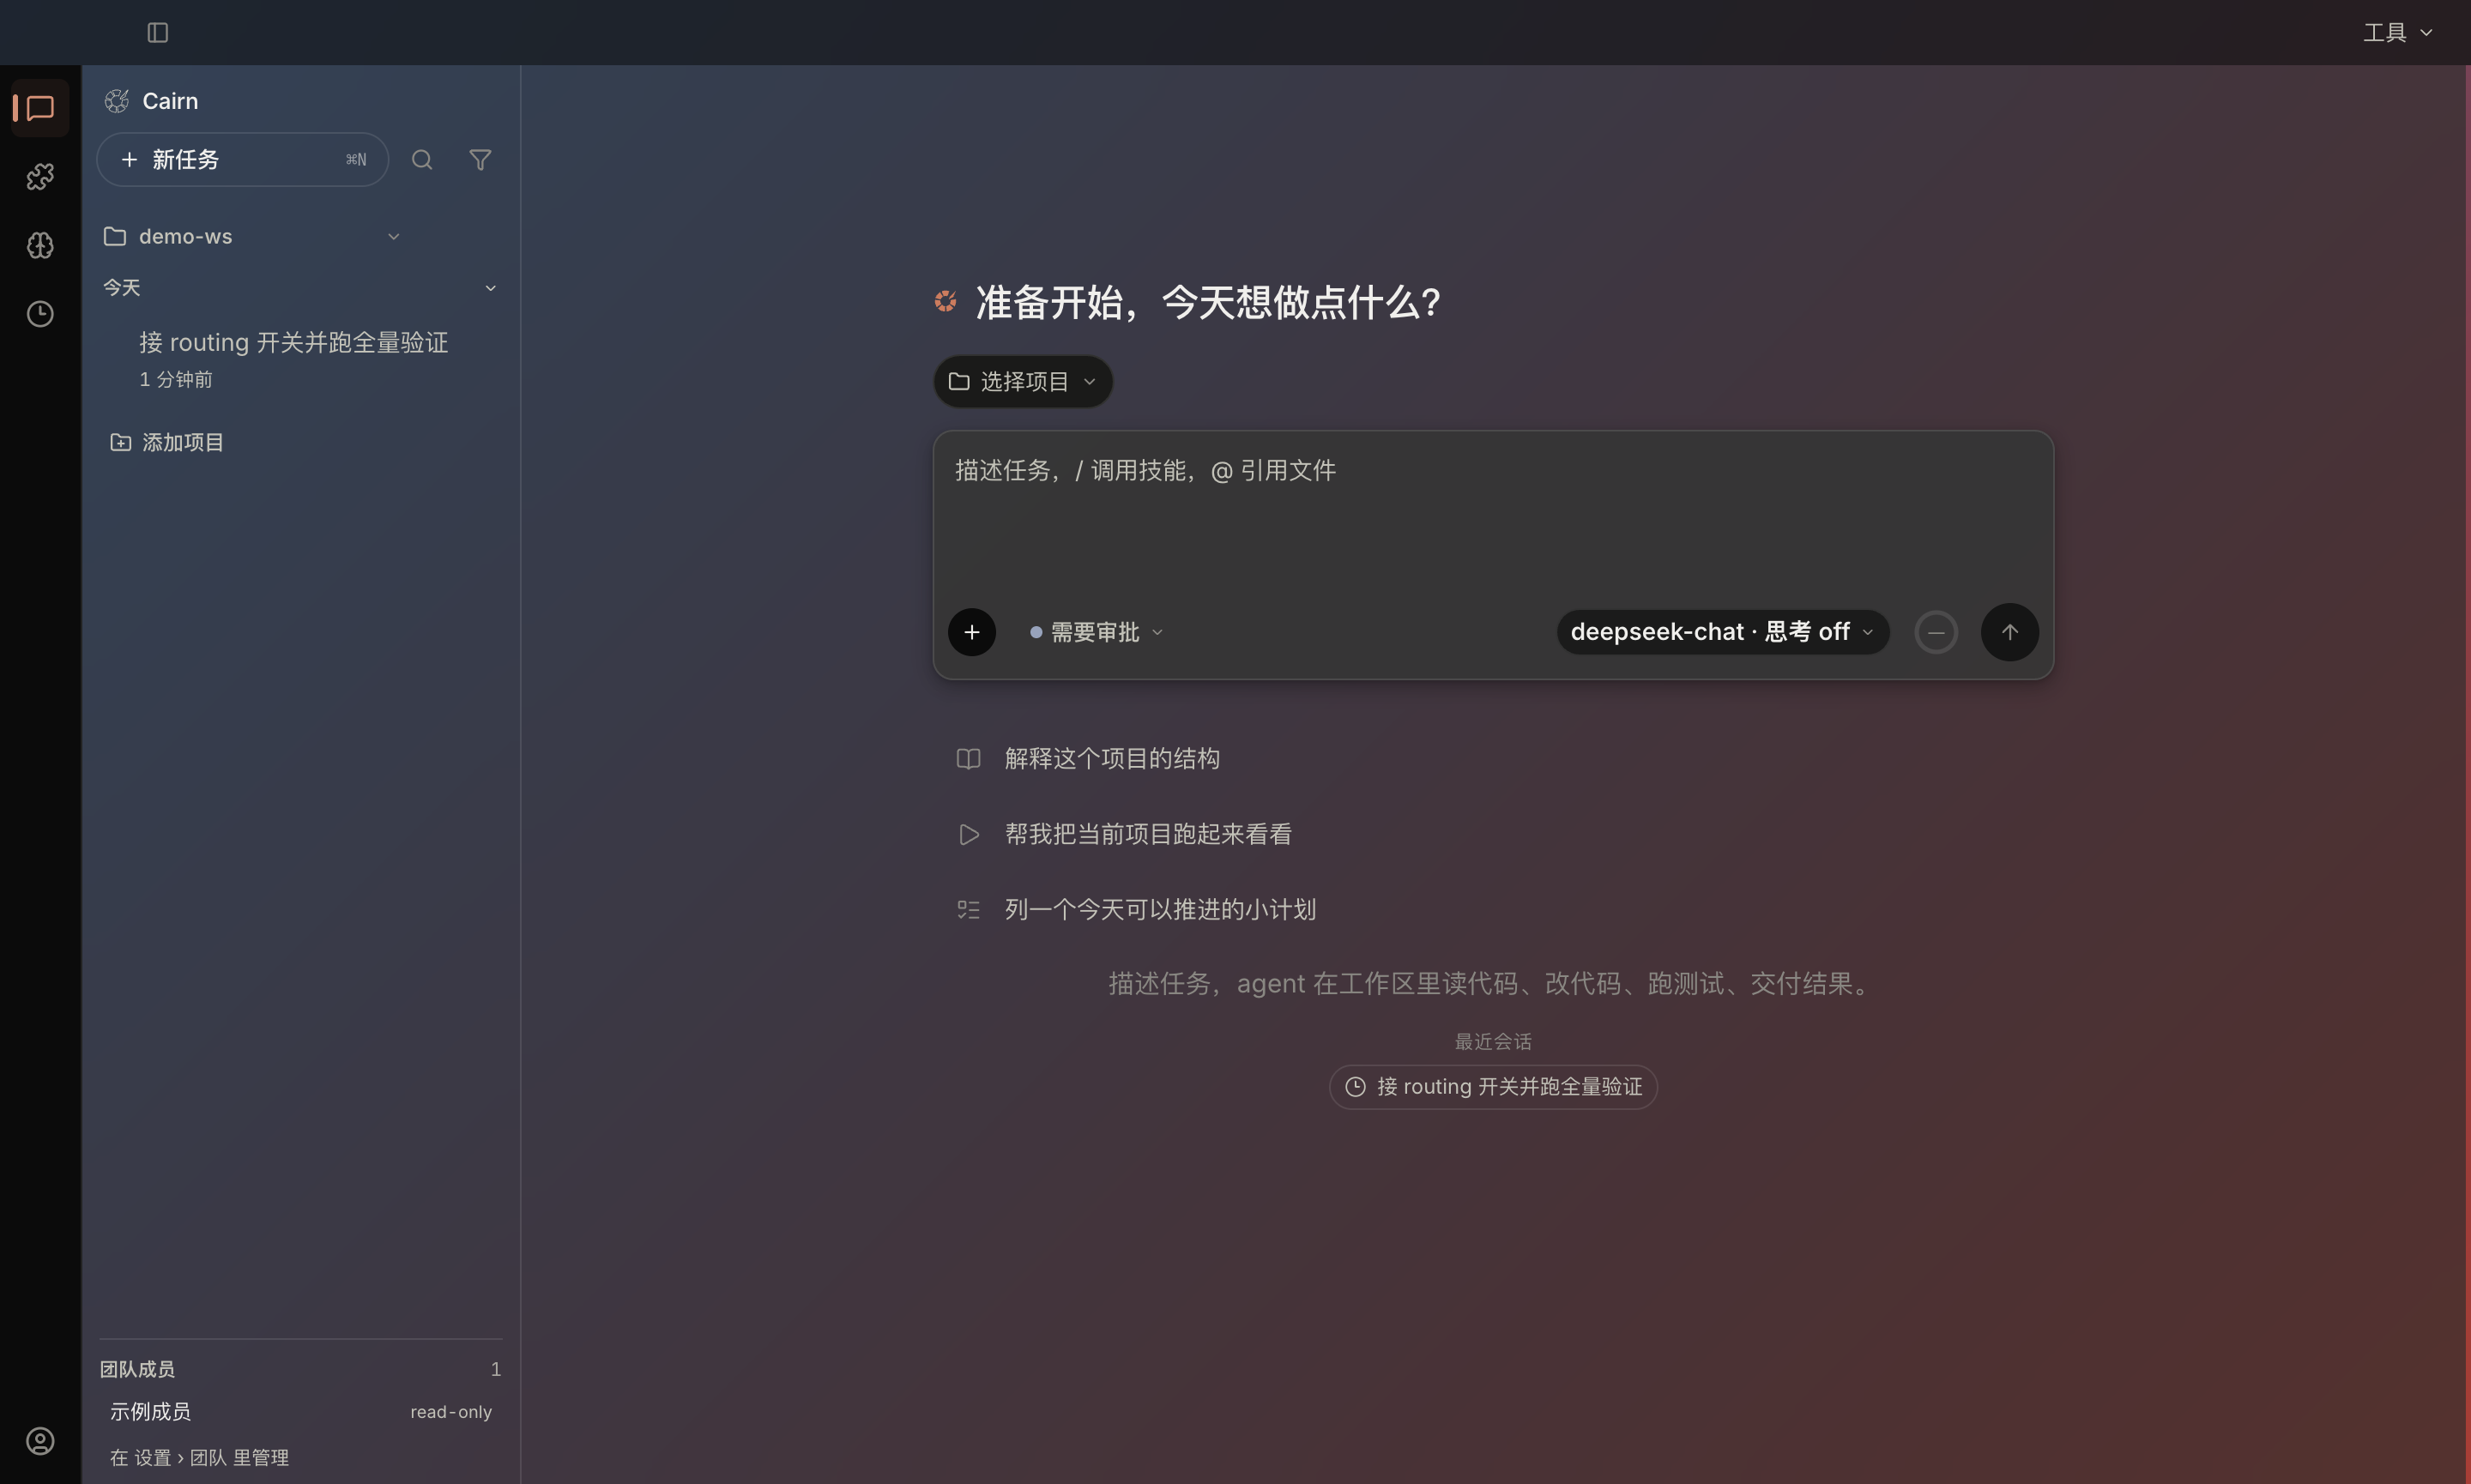 工具
Cairn
新任务 ⌘N
demo-ws
今天
接 routing 开关并跑全量验证
1 分钟前
添加项目
团队成员 1
示例成员 read-only
在 设置 › 团队 里管理
准备开始，今天想做点什么?
选择项目
描述任务，/ 调用技能，@ 引用文件
需要审批
deepseek-chat · 思考 off
解释这个项目的结构
帮我把当前项目跑起来看看
列一个今天可以推进的小计划
描述任务，agent 在工作区里读代码、改代码、跑测试、交付结果。
最近会话
接 routing 开关并跑全量验证